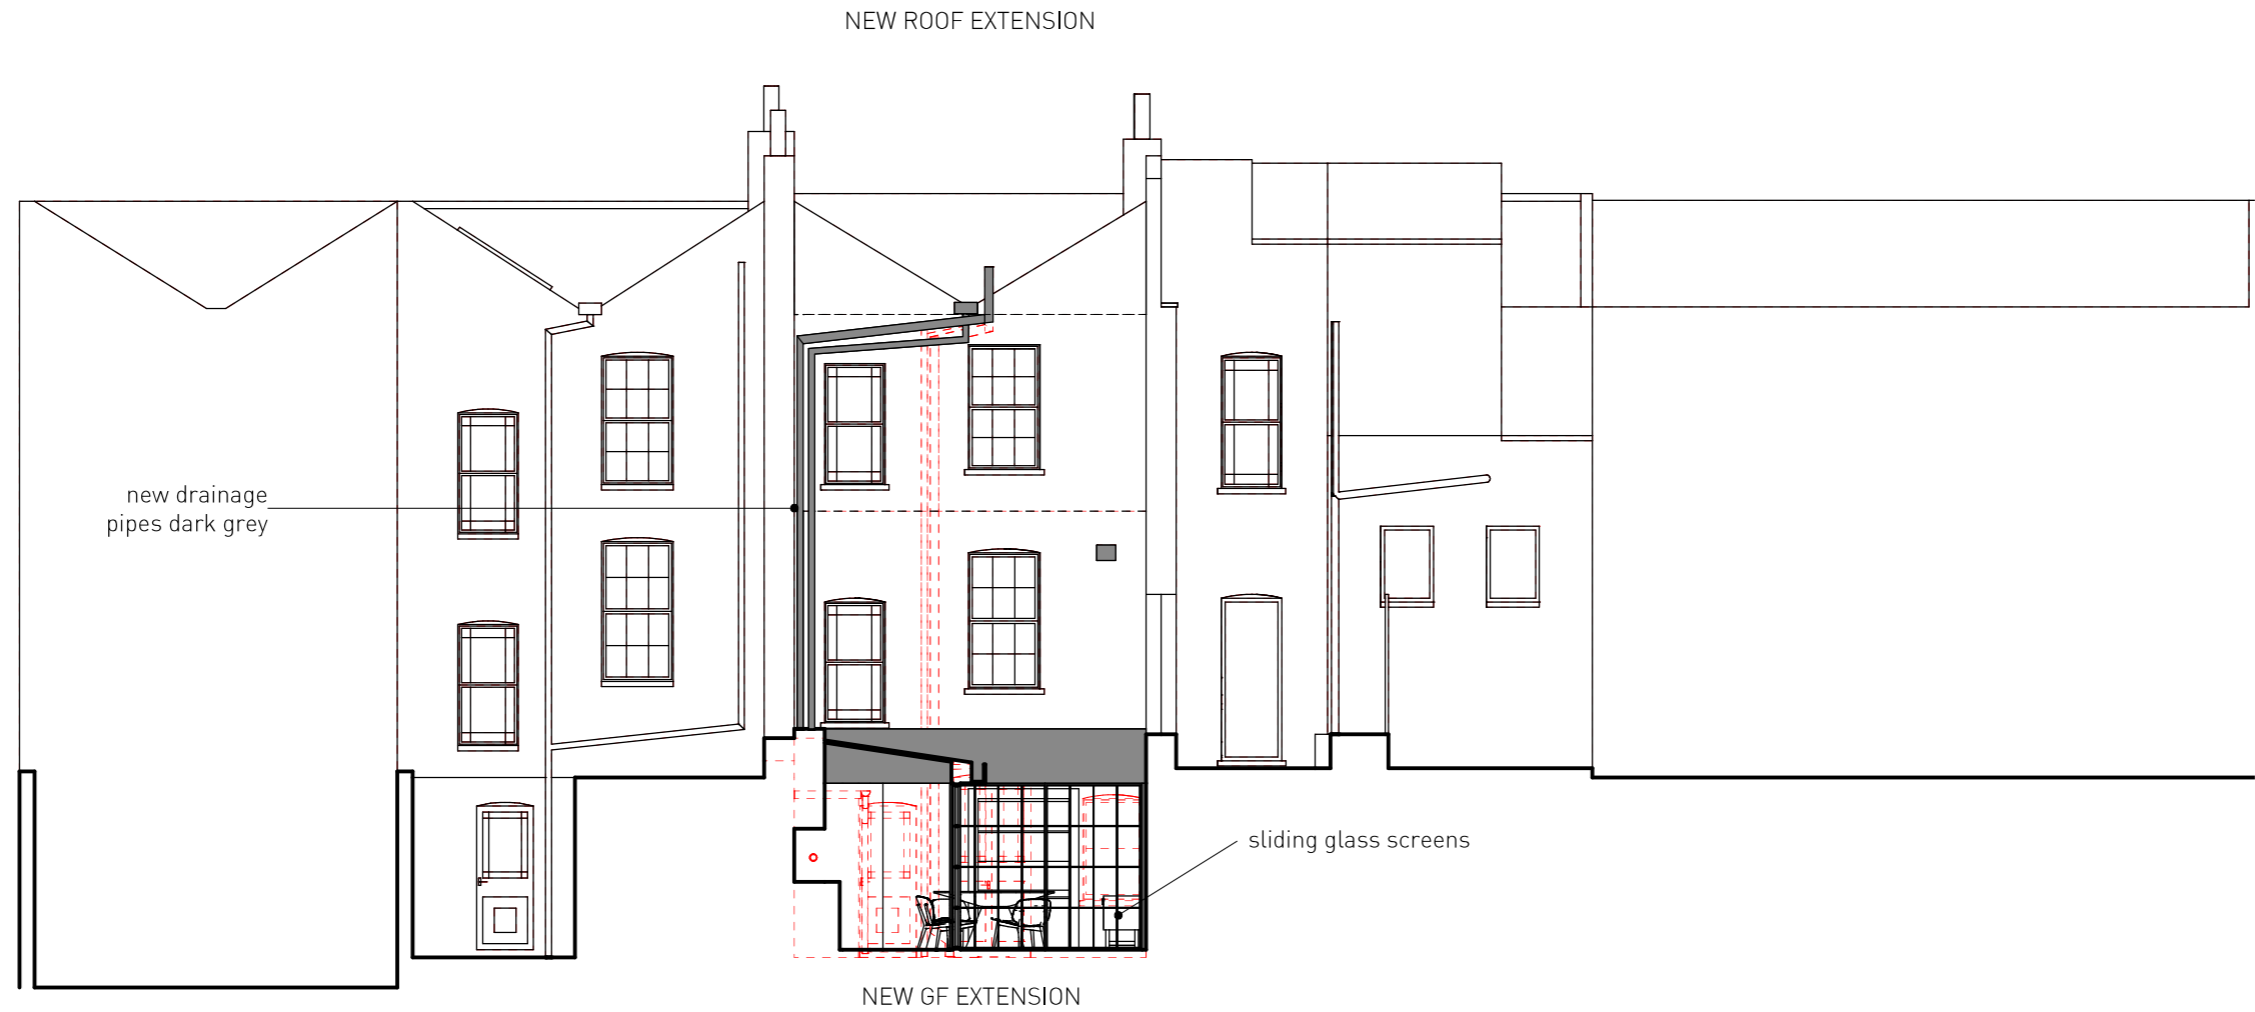 NEW ROOF EXTENSION
new drainage
pipes dark grey
sliding glass screens
NEW GF EXTENSION